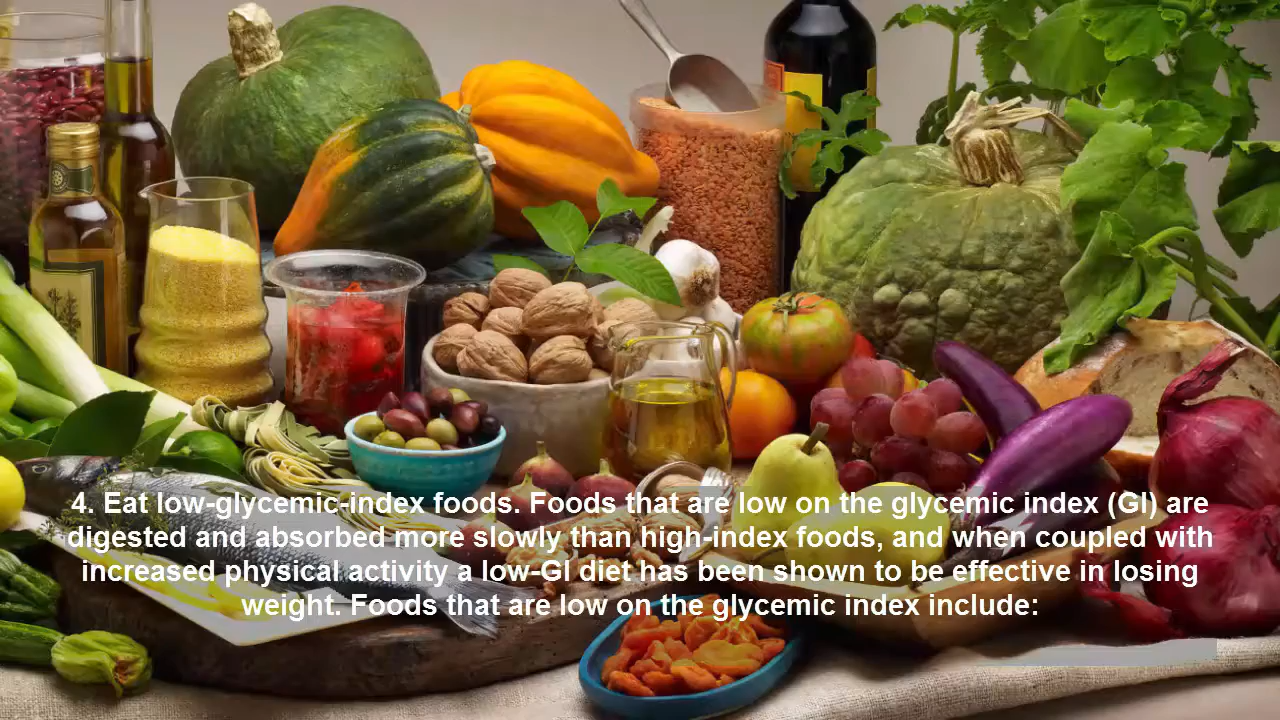 4. Eat low-glycemic-index foods. Foods that are low on the glycemic index (GI) are
digested and absorbed more slowly than high-index foods, and when coupled with
increased physical activity a low-GI diet has been shown to be effective in losing
weight. Foods that are low on the glycemic index include: